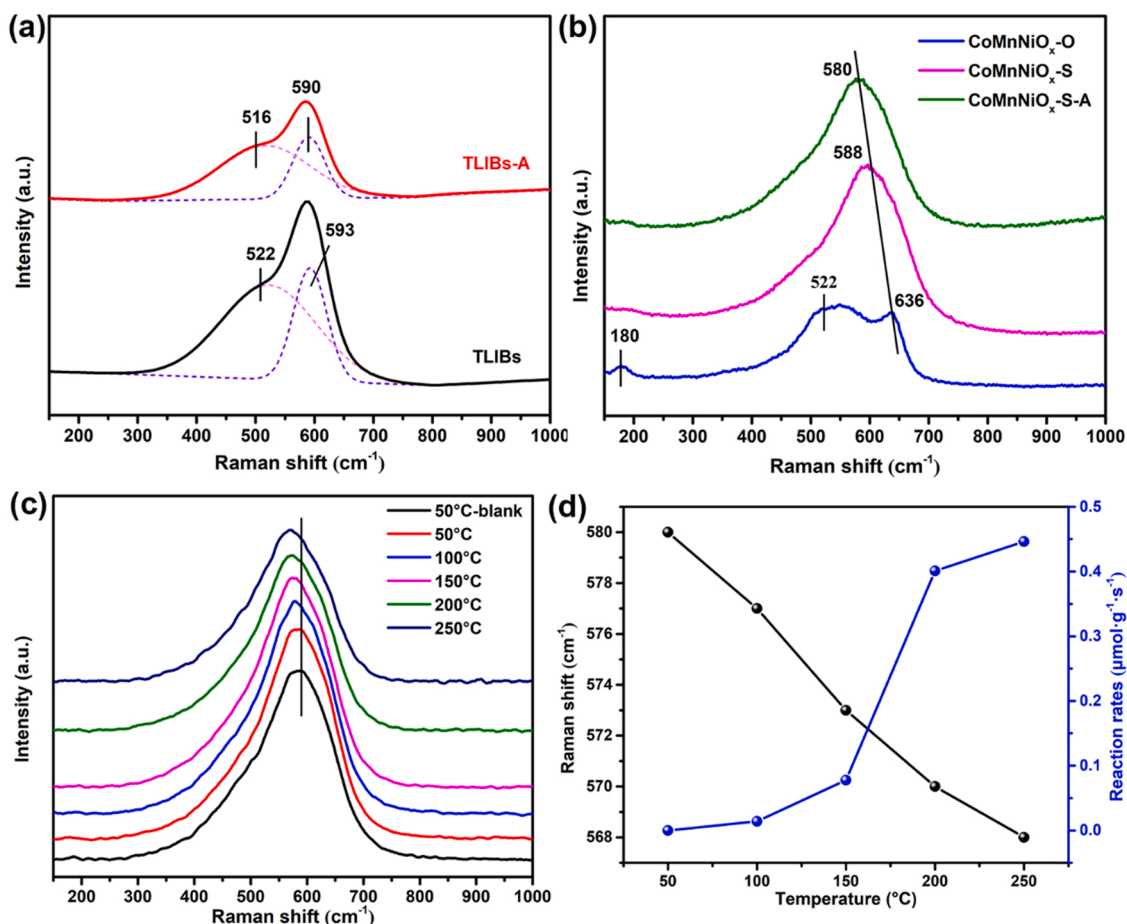 (a)
590
516
TLIBs-A
593
522
TLIBs
Intensity (a.u.)
150 200 300 400 500 600 700 800 900 1000
Raman shift (cm⁻¹)
(b)
CoMnNiOₓ-O
CoMnNiOₓ-S
CoMnNiOₓ-S-A
580
588
522
636
180
Intensity (a.u.)
150 200 300 400 500 600 700 800 900 1000
Raman shift (cm⁻¹)
(c)
50°C-blank
50°C
100°C
150°C
200°C
250°C
Intensity (a.u.)
200 300 400 500 600 700 800 900 1000
Raman shift (cm⁻¹)
(d)
580
578
576
574
572
570
568
Raman shift (cm⁻¹)
0.5
0.4
0.3
0.2
0.1
0.0
Reaction rates (μmol·g⁻¹·s⁻¹)
50 100 150 200 250
Temperature (°C)